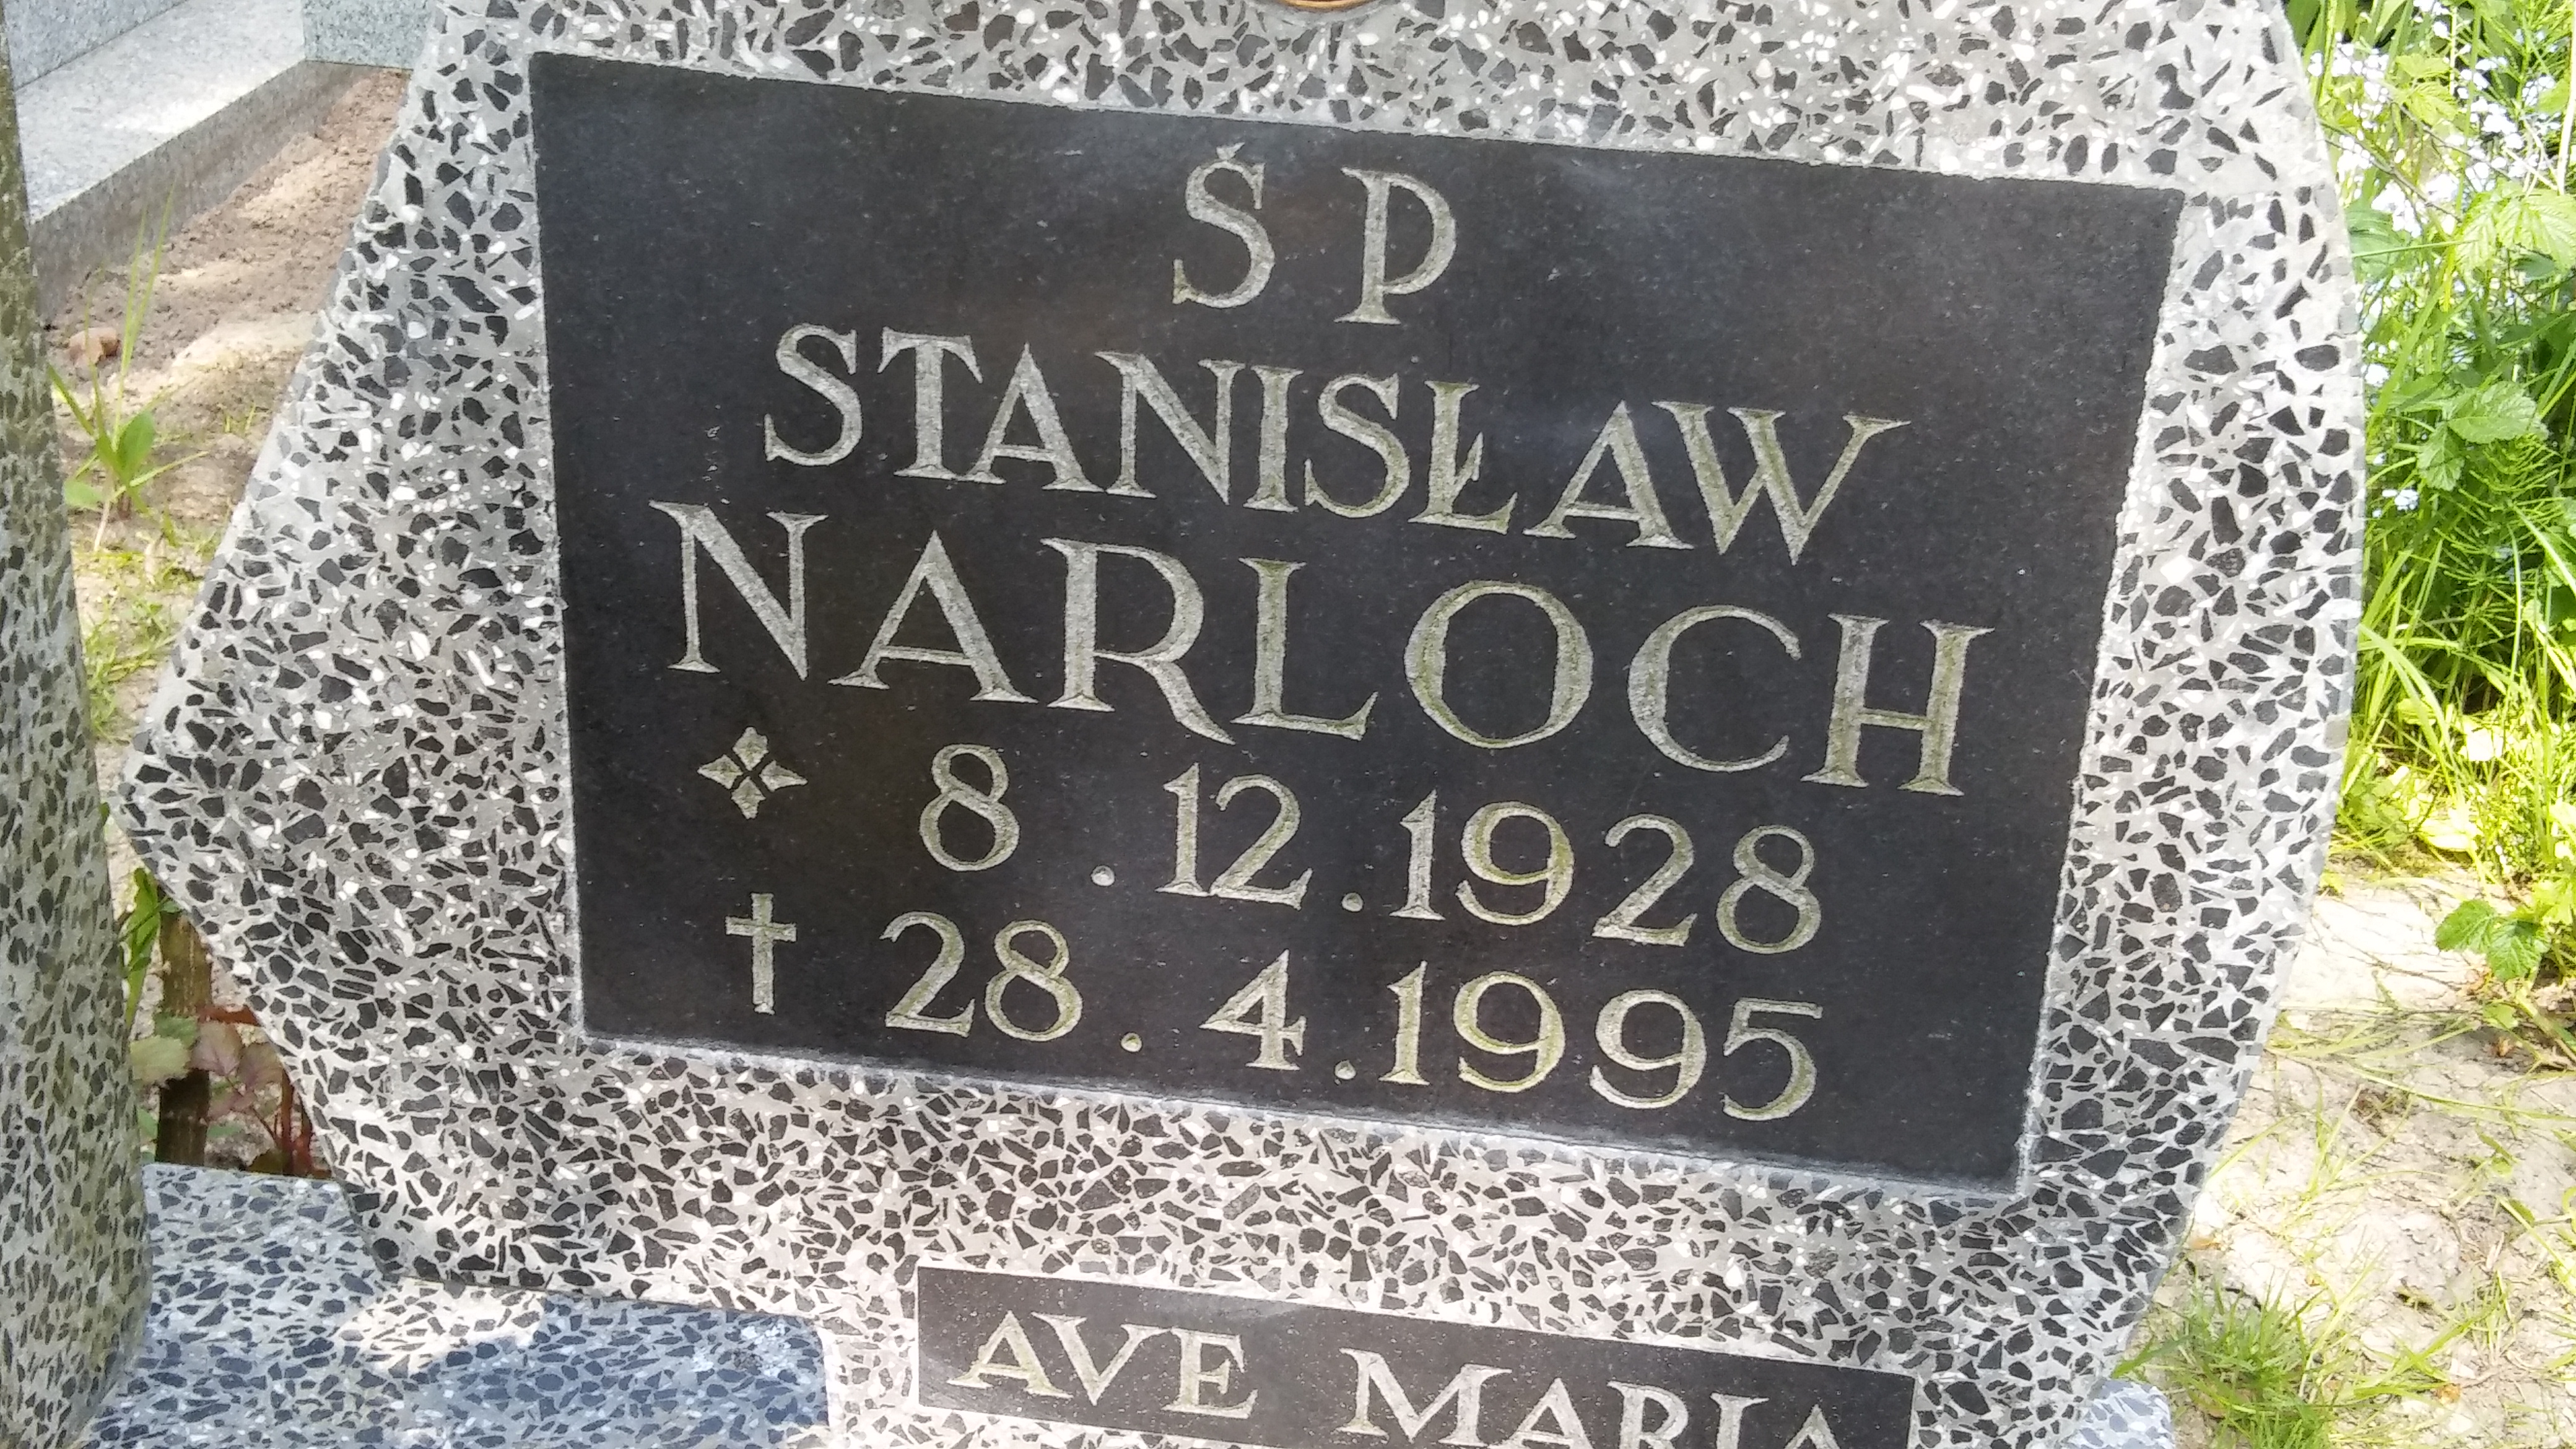 Ś P
STANISŁAW
NARLOCH
8.12.1928
† 28.4.1995
AVE MARIA